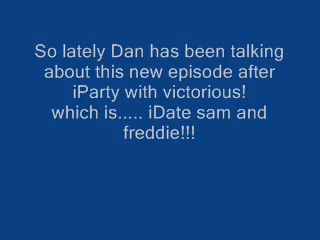 So lately Dan has been talking
about this new episode after
iParty with victorious!
which is..... iDate sam and
freddie!!!